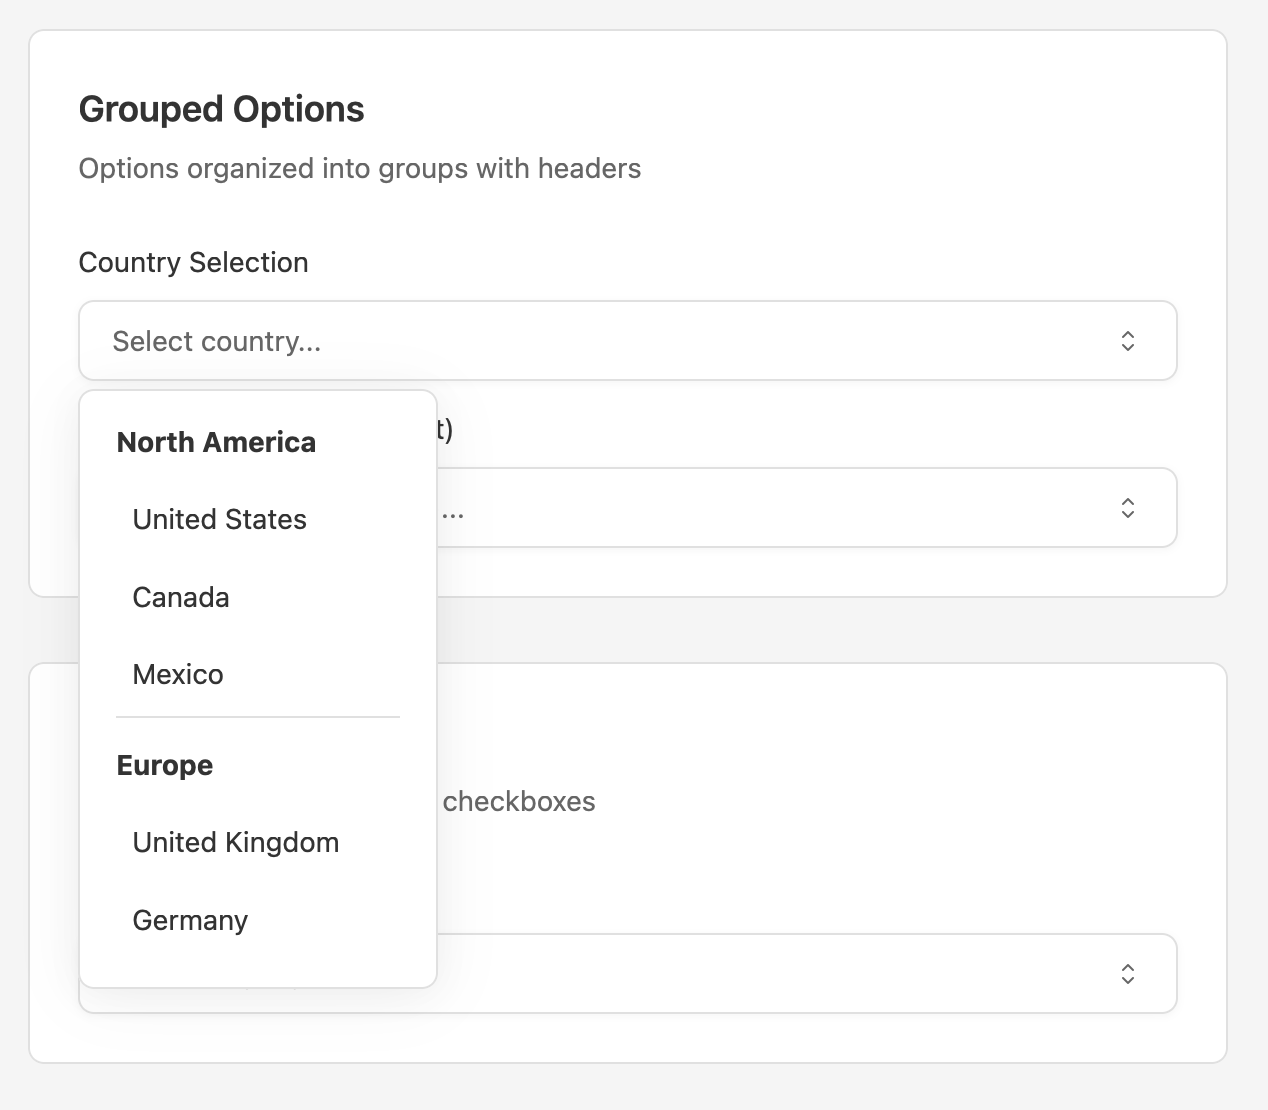 Grouped Options
Options organized into groups with headers
Country Selection
Select country...
t)
...
North America
United States
Canada
Mexico
Europe
United Kingdom
Germany
checkboxes